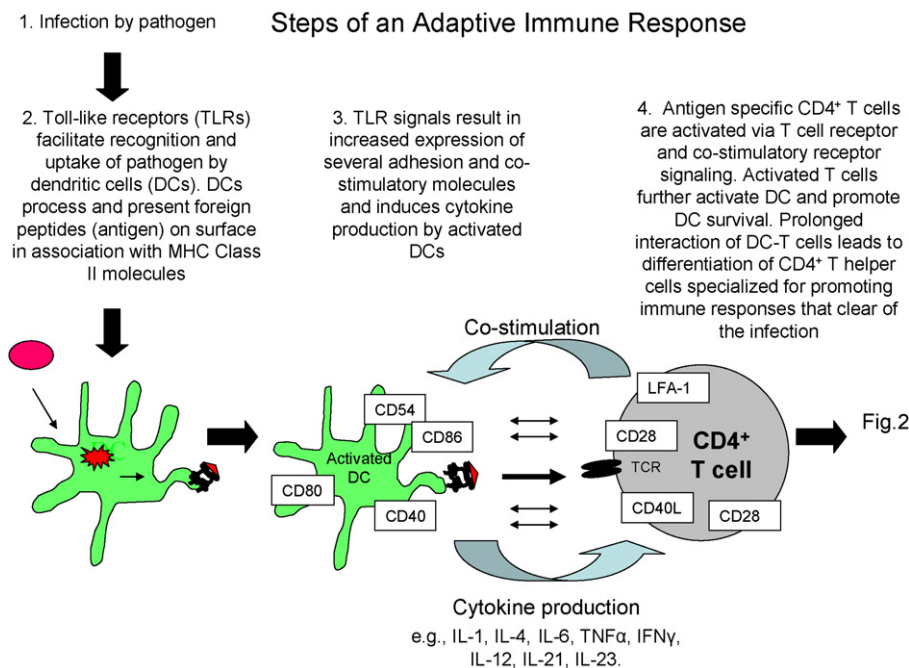 1. Infection by pathogen
Steps of an Adaptive Immune Response
2. Toll-like receptors (TLRs)
facilitate recognition and
uptake of pathogen by
dendritic cells (DCs). DCs
process and present foreign
peptides (antigen) on surface
in association with MHC Class
II molecules
3. TLR signals result in
increased expression of
several adhesion and co-
stimulatory molecules
and induces cytokine
production by activated
DCs
4. Antigen specific CD4⁺ T cells
are activated via T cell receptor
and co-stimulatory receptor
signaling. Activated T cells
further activate DC and promote
DC survival. Prolonged
interaction of DC-T cells leads to
differentiation of CD4⁺ T helper
cells specialized for promoting
immune responses that clear of
the infection
Co-stimulation
LFA-1
CD54
CD86
CD28
CD4⁺
T cell
Fig.2
Activated
DC
TCR
CD80
CD40
CD40L
CD28
Cytokine production
e.g., IL-1, IL-4, IL-6, TNFα, IFNγ,
IL-12, IL-21, IL-23.